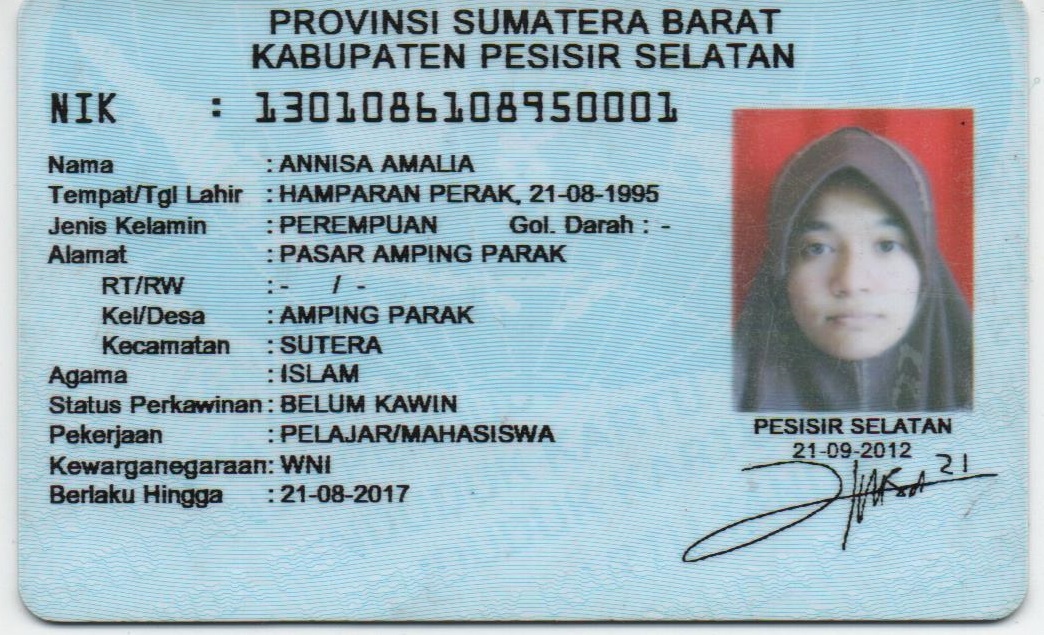 PROVINSI SUMATERA BARAT
KABUPATEN PESISIR SELATAN
NIK : 1301086108950001
Nama : ANNISA AMALIA
Tempat/Tgl Lahir : HAMPARAN PERAK, 21-08-1995
Jenis Kelamin : PEREMPUAN Gol. Darah : -
Alamat : PASAR AMPING PARAK
RT/RW : - / -
Kel/Desa : AMPING PARAK
Kecamatan : SUTERA
Agama : ISLAM
Status Perkawinan : BELUM KAWIN
Pekerjaan : PELAJAR/MAHASISWA
Kewarganegaraan: WNI
Berlaku Hingga : 21-08-2017
PESISIR SELATAN
21-09-2012
21